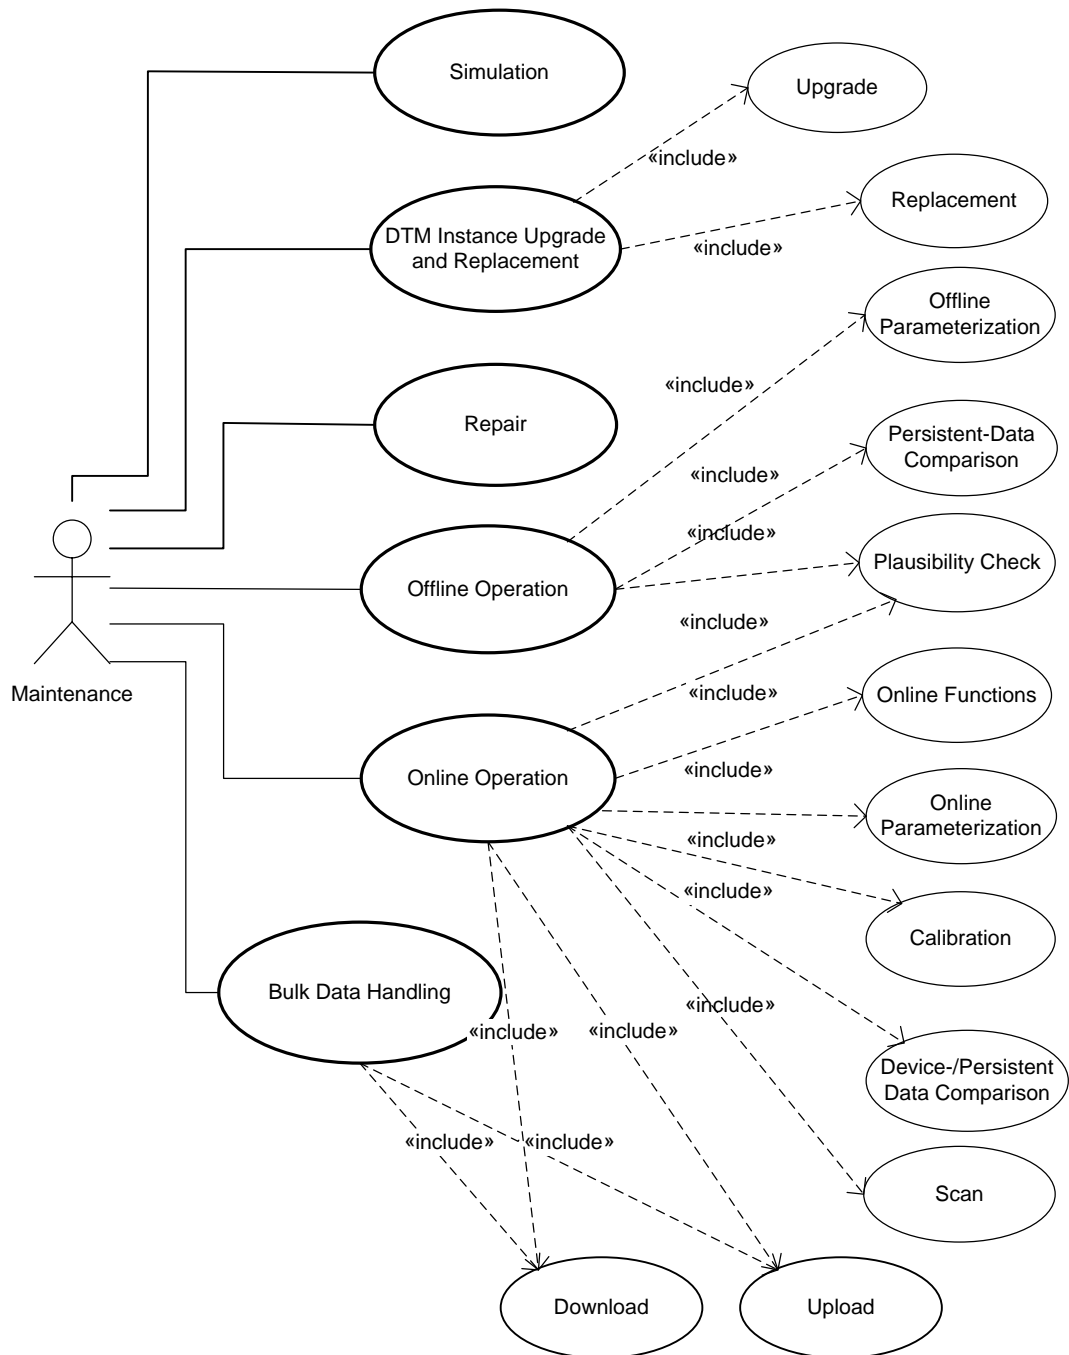 Simulation
Upgrade
«include»
Replacement
DTM Instance Upgrade
and Replacement
«include»
Offline
Parameterization
«include»
Repair
Persistent-Data
Comparison
«include»
«include»
Plausibility Check
Offline Operation
«include»
Maintenance
«include»
Online Functions
Online Operation
«include»
Online
Parameterization
«include»
«include»
Calibration
Bulk Data Handling
«include»
«include»
«include»
Device-/Persistent
Data Comparison
«include»
«include»
Scan
Download
Upload